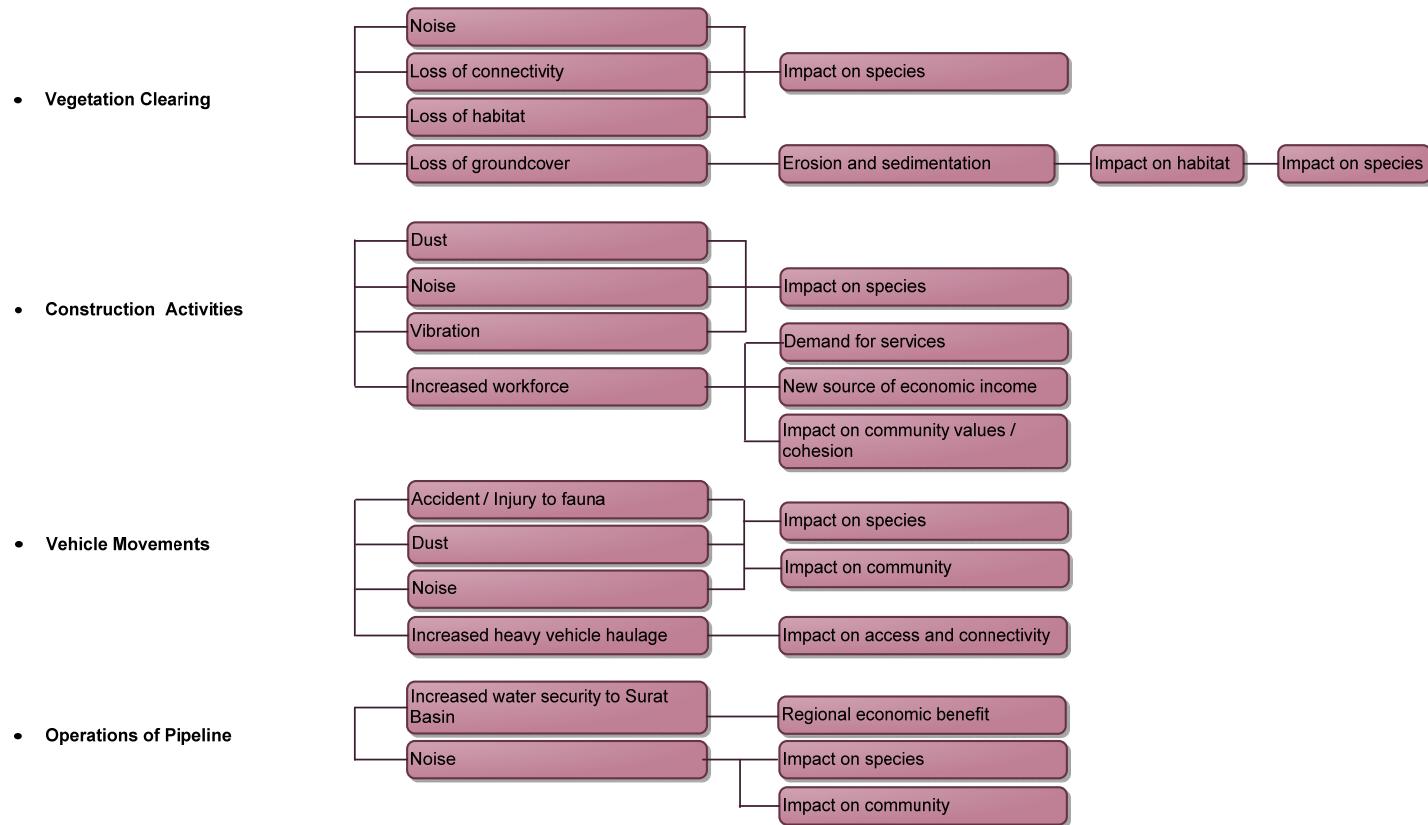 Noise
Loss of connectivity
Impact on species
• Vegetation Clearing
Loss of habitat
Loss of groundcover
Erosion and sedimentation
Impact on habitat
Impact on species
Dust
Noise
Impact on species
• Construction Activities
Vibration
Demand for services
Increased workforce
New source of economic income
Impact on community values /
cohesion
Accident / Injury to fauna
Impact on species
• Vehicle Movements
Dust
Impact on community
Noise
Increased heavy vehicle haulage
Impact on access and connectivity
Increased water security to Surat
Basin
Regional economic benefit
• Operations of Pipeline
Noise
Impact on species
Impact on community